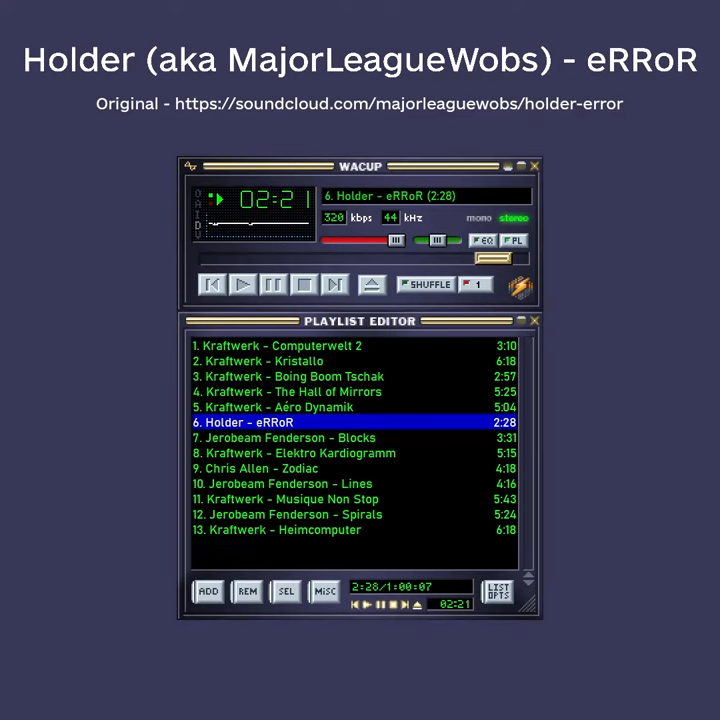 Holder (aka MajorLeagueWobs) - eRRoR
Original - https://soundcloud.com/majorleaguewobs/holder-error
WACUP
O
A
I
D
V
02:21
6. Holder - eRRoR (2:28)
320 kbps 44 kHz mono stereo
EQ PL
SHUFFLE 1
PLAYLIST EDITOR
1. Kraftwerk - Computerwelt 2 3:10
2. Kraftwerk - Kristallo 6:18
3. Kraftwerk - Boing Boom Tschak 2:57
4. Kraftwerk - The Hall of Mirrors 5:25
5. Kraftwerk - Aéro Dynamik 5:04
6. Holder - eRRoR 2:28
7. Jerobeam Fenderson - Blocks 3:31
8. Kraftwerk - Elektro Kardiogramm 5:15
9. Chris Allen - Zodiac 4:18
10. Jerobeam Fenderson - Lines 4:16
11. Kraftwerk - Musique Non Stop 5:43
12. Jerobeam Fenderson - Spirals 5:24
13. Kraftwerk - Heimcomputer 6:18
ADD REM SEL MISC
2:28/1:00:07
02:21
LIST
OPTS